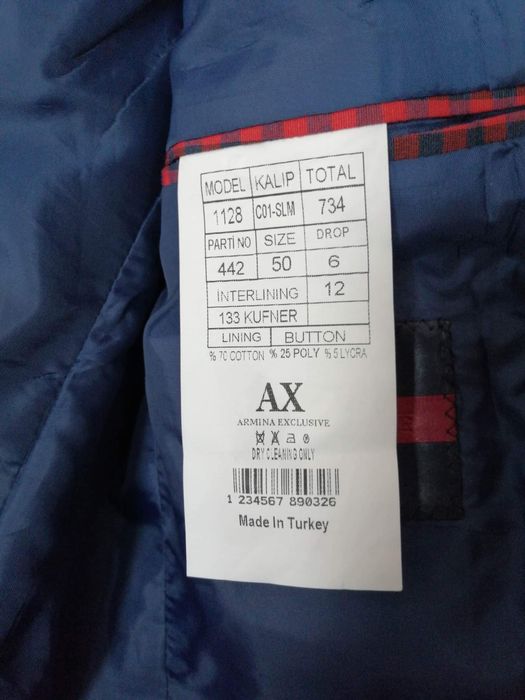 MODEL KALIP TOTAL
1128 C01-SLM 734
PARTİ NO SIZE DROP
442 50 6
INTERLINING 12
133 KUFNER
LINING BUTTON
% 70 COTTON % 25 POLY % 5 LYCRA
AX
ARMINA EXCLUSIVE
DRY CLEANING ONLY
1 234567 890326
Made In Turkey